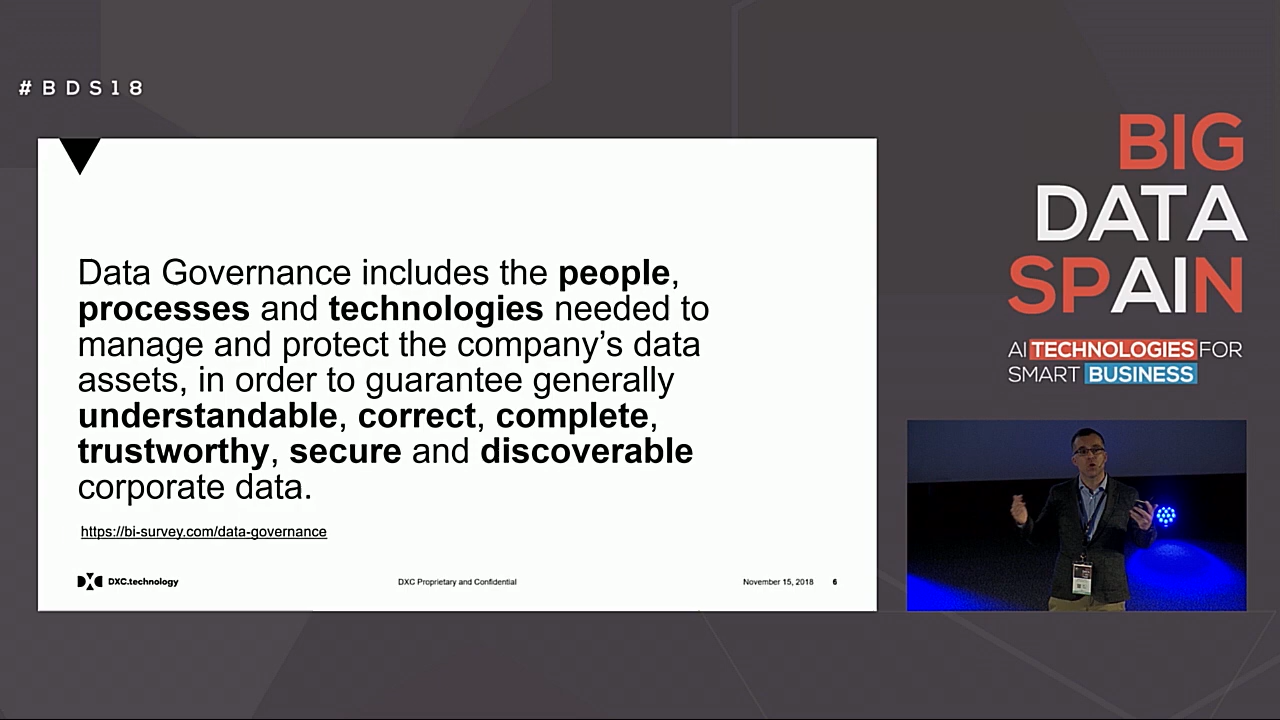 #BDS18
Data Governance includes the people,
processes and technologies needed to
manage and protect the company’s data
assets, in order to guarantee generally
understandable, correct, complete,
trustworthy, secure and discoverable
corporate data.
https://bi-survey.com/data-governance
DXC.technology
DXC Proprietary and Confidential
November 15, 2018 6
BIG
DATA
SPAIN
AI TECHNOLOGIES FOR
SMART BUSINESS